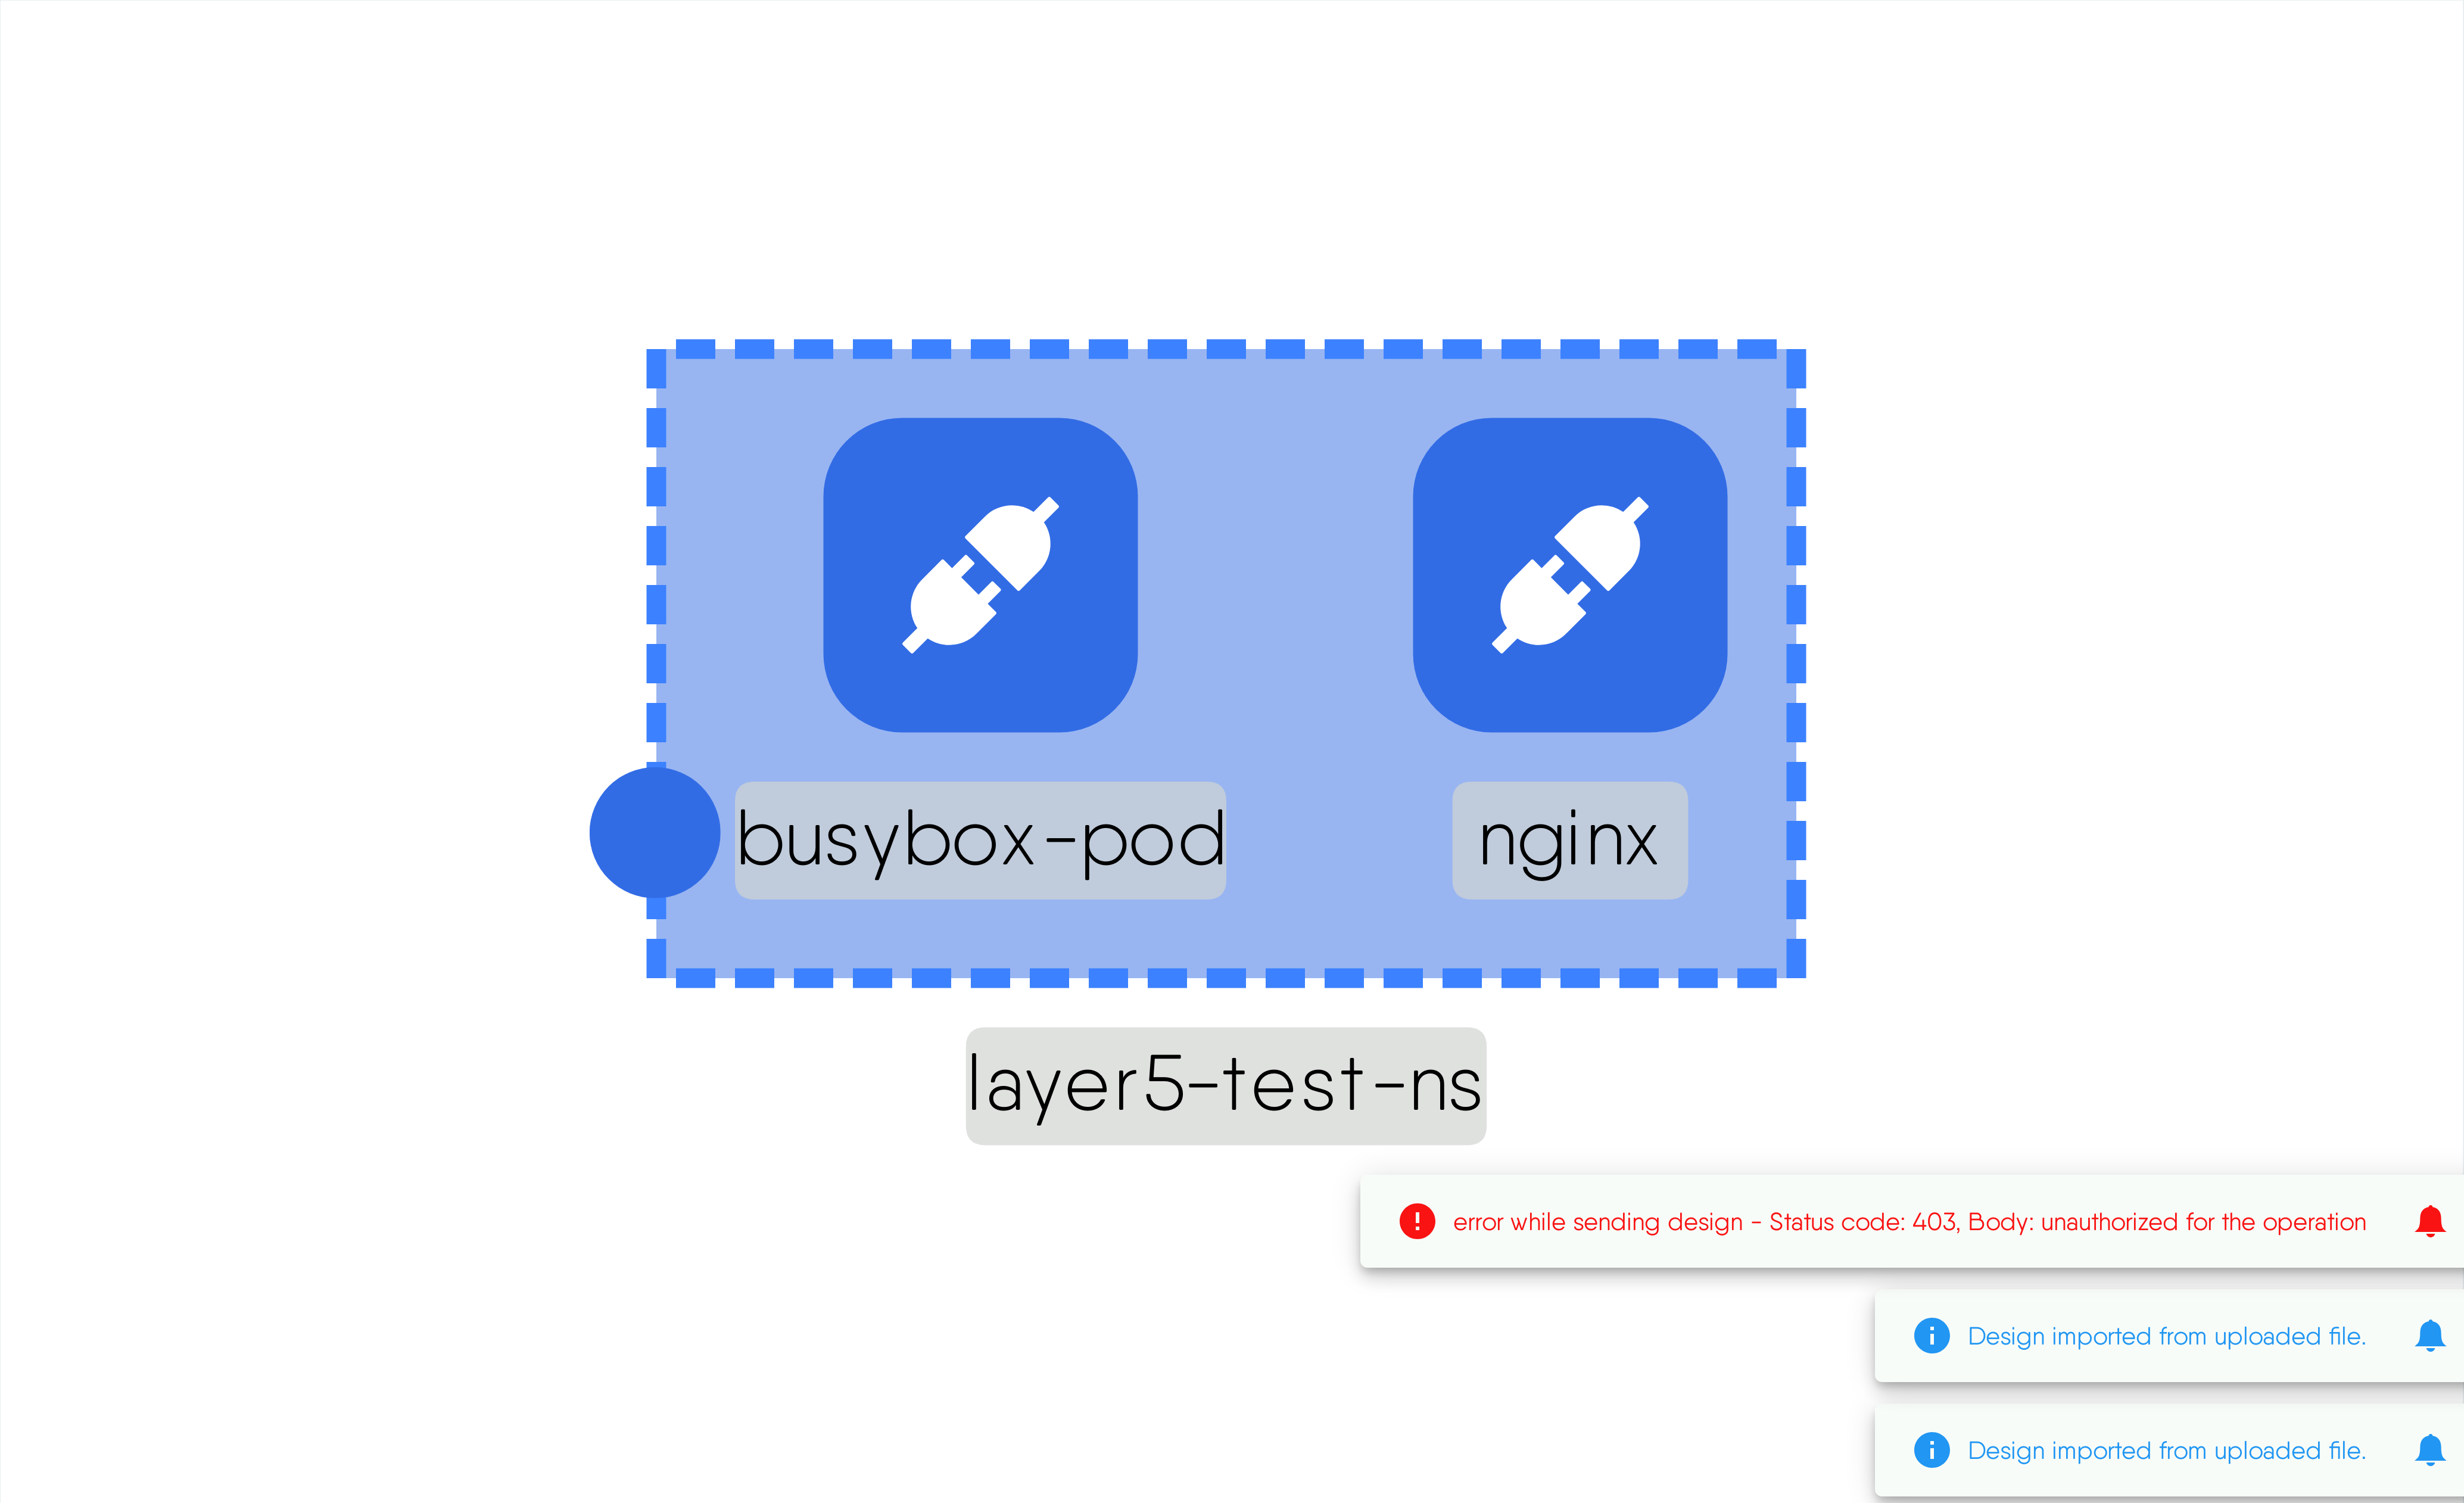 busybox-pod
nginx
layer5-test-ns
error while sending design - Status code: 403, Body: unauthorized for the operation
Design imported from uploaded file.
Design imported from uploaded file.